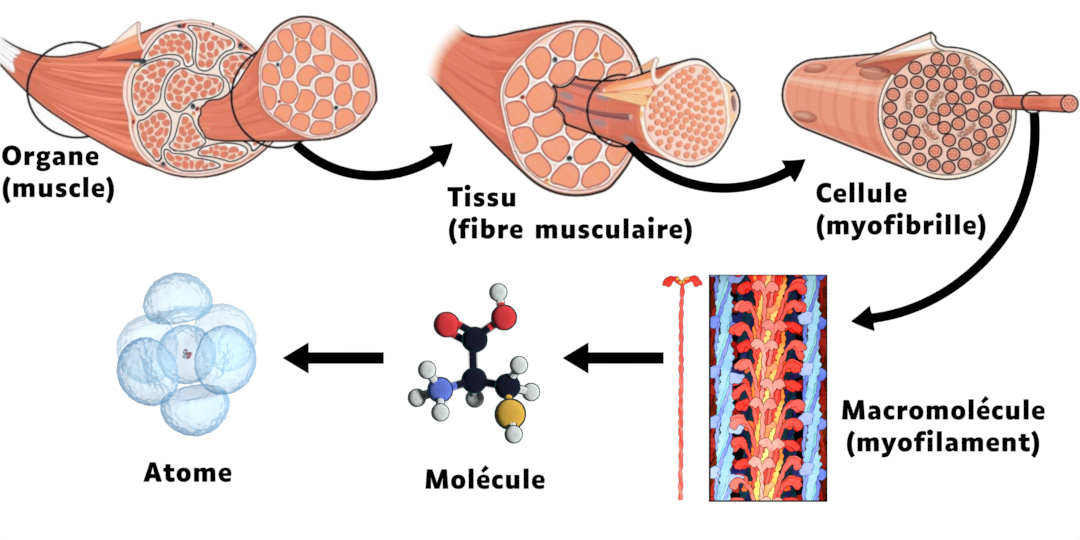 Organe
(muscle)
Tissu
(fibre musculaire)
Cellule
(myofibrille)
Macromolécule
(myofilament)
Molécule
Atome